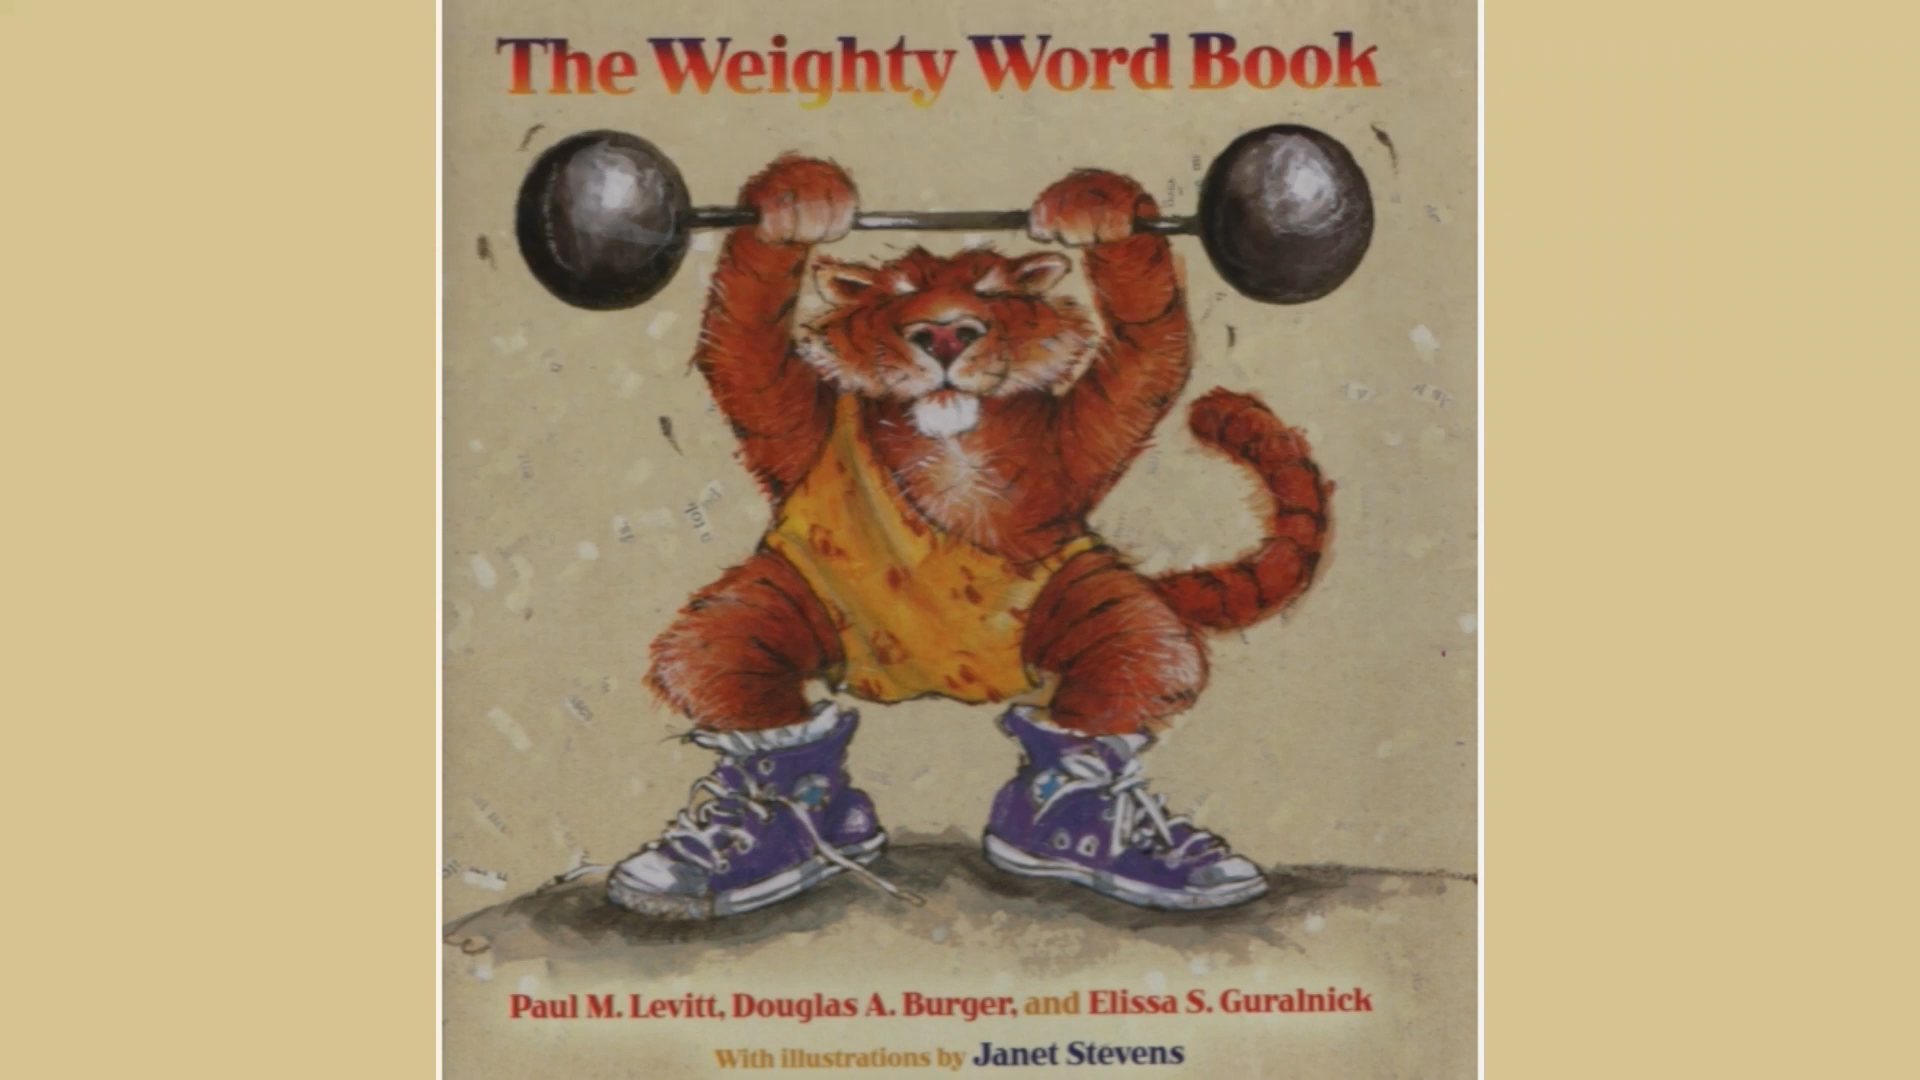 The Weighty Word Book
Paul M. Levitt, Douglas A. Burger, and Elissa S. Guralnick
With illustrations by Janet Stevens